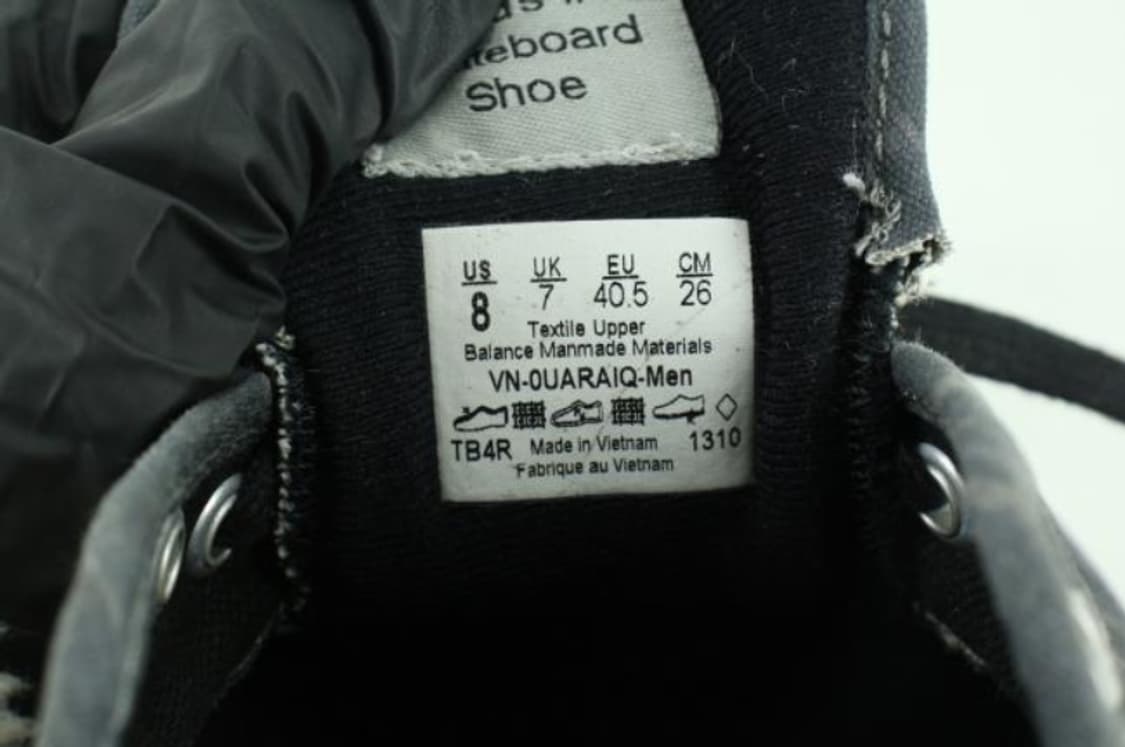 Shoe
US UK EU CM
8 7 40.5 26
Textile Upper
Balance Manmade Materials
VN-0UARAIQ-Men
TB4R Made in Vietnam 1310
Fabrique au Vietnam